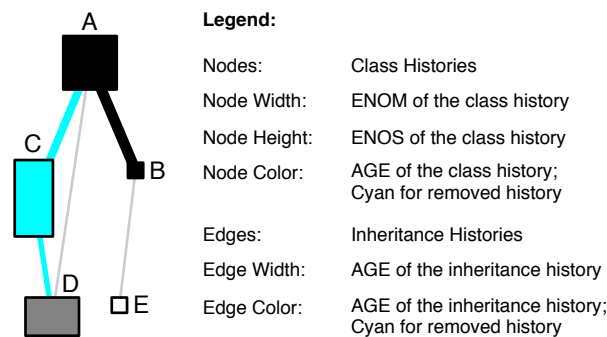 A
C
B
D
E
Legend:
Nodes: Class Histories
Node Width: ENOM of the class history
Node Height: ENOS of the class history
Node Color: AGE of the class history;
Cyan for removed history
Edges: Inheritance Histories
Edge Width: AGE of the inheritance history
Edge Color: AGE of the inheritance history;
Cyan for removed history